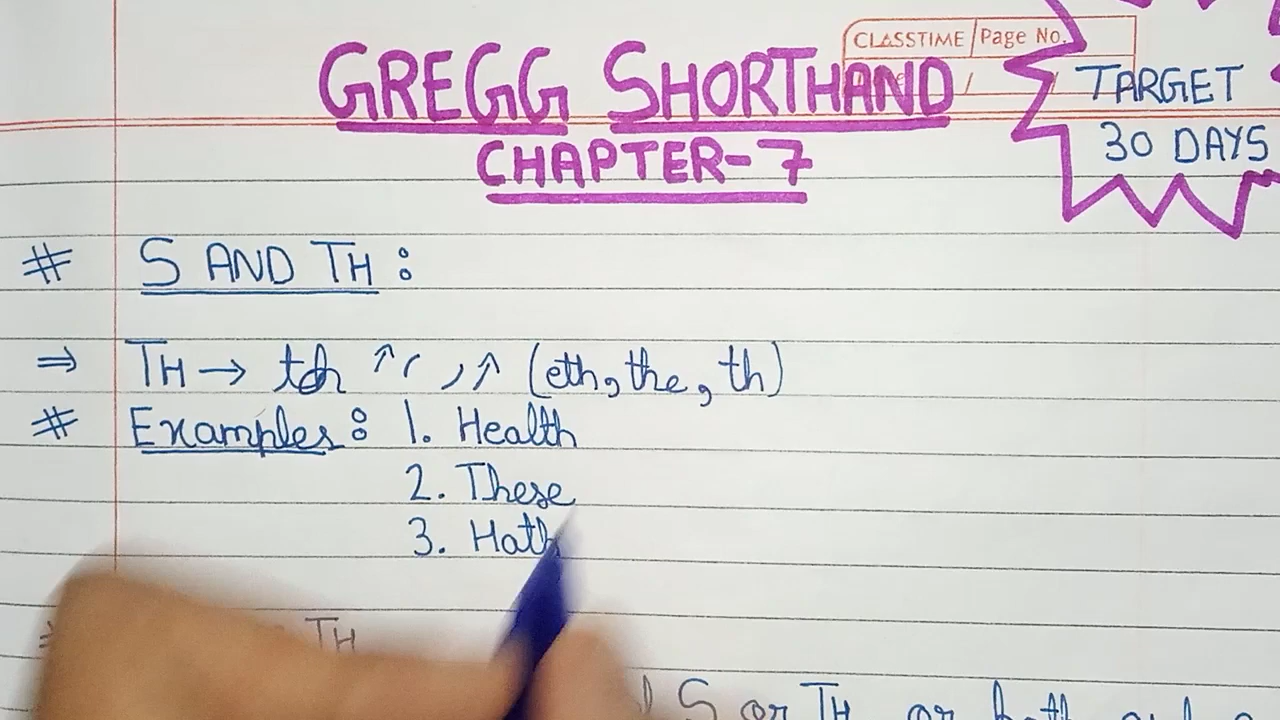 CLASSTIME Page No.
GREGG SHORTHAND
TARGET
30 DAYS
CHAPTER-7
# S AND TH :
⇒ TH → ↑ ↑ (eth, the, th)
# Examples : 1. Health
2. These
3. Hath
TH
S or TH or both